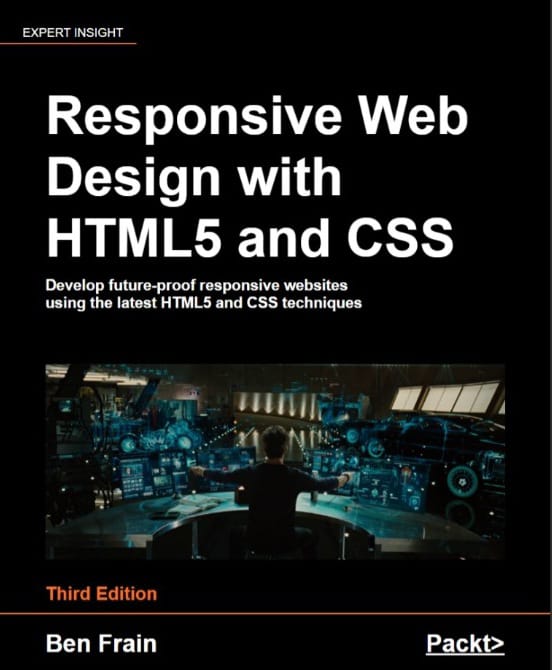 EXPERT INSIGHT
Responsive Web
Design with
HTML5 and CSS
Develop future-proof responsive websites
using the latest HTML5 and CSS techniques
Third Edition
Ben Frain
Packt>